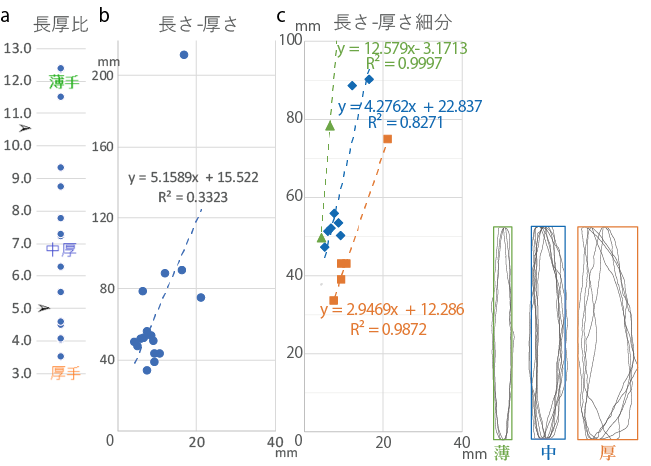 a 長厚比
13.0
薄手
12.0
11.0
10.0
9.0
8.0
7.0
中厚
6.0
5.0
4.0
厚手
3.0
b 長さ-厚さ
mm
200
160
y = 5.1589x + 15.522
R² = 0.3323
120
80
40
0
20
40
mm
c 長さ-厚さ細分
mm
100
y = 12.579x- 3.1713
R² = 0.9997
80
y = 4.2762x + 22.837
R² = 0.8271
60
40
y = 2.9469x + 12.286
R² = 0.9872
20
0
20
40
mm
薄 中 厚